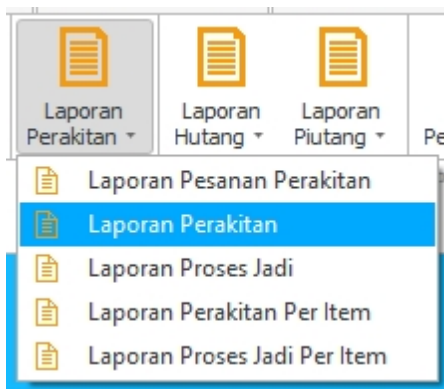 Laporan
Perakitan
Laporan
Hutang
Laporan
Piutang
Laporan Pesanan Perakitan
Laporan Perakitan
Laporan Proses Jadi
Laporan Perakitan Per Item
Laporan Proses Jadi Per Item